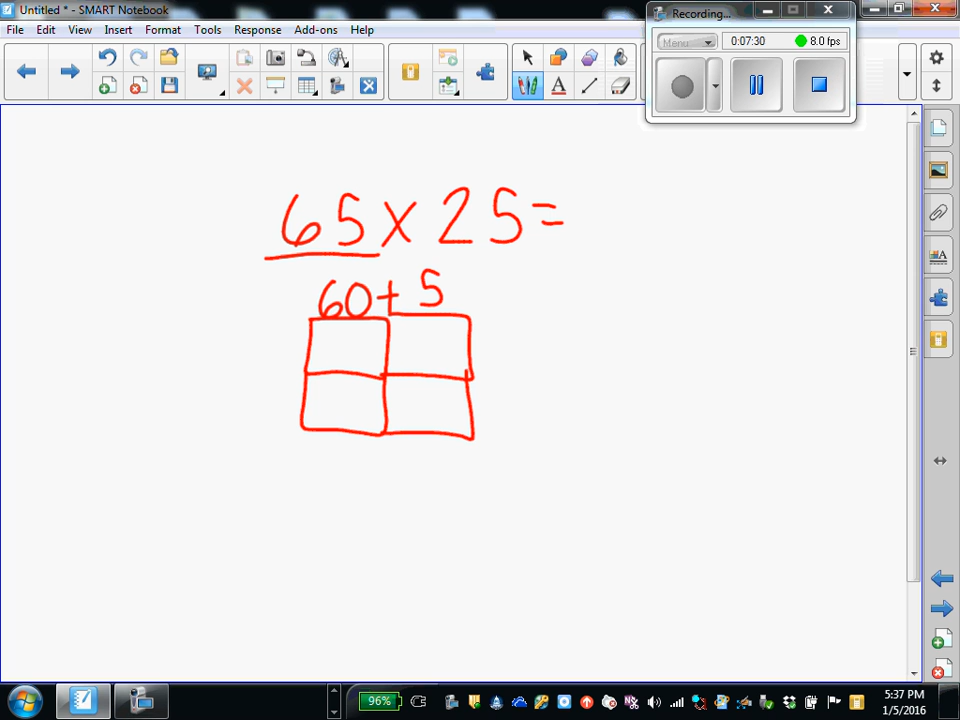 Untitled * - SMART Notebook
Recording...
File Edit View Insert Format Tools Response Add-ons Help
Menu 0:07:30 8.0 fps
65 x 25 =
60 + 5
96%
5:37 PM
1/5/2016